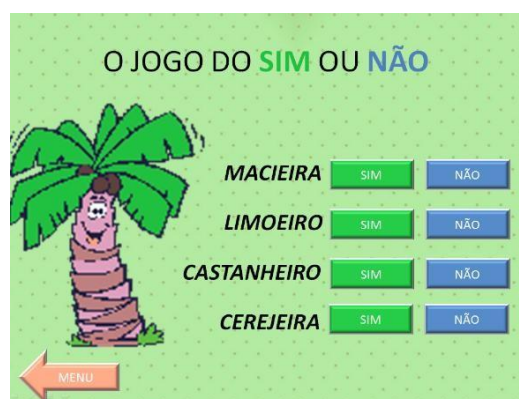 O JOGO DO SIM OU NÃO
MACIEIRA SIM NÃO
LIMOEIRO SIM NÃO
CASTANHEIRO SIM NÃO
CEREJEIRA SIM NÃO
MENU